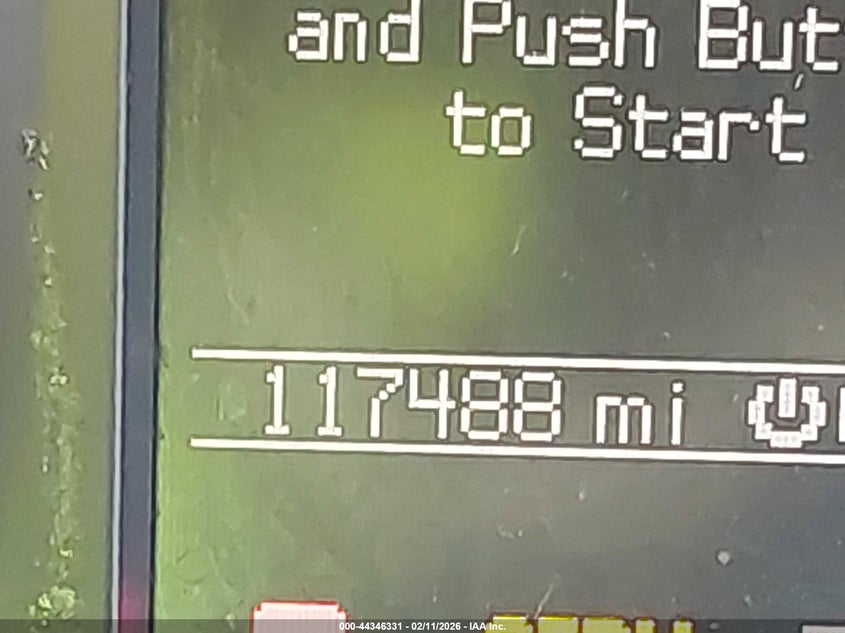 and Push But
to Start
117488 mi
000-44346331 - 02/11/2026 - IAA Inc.